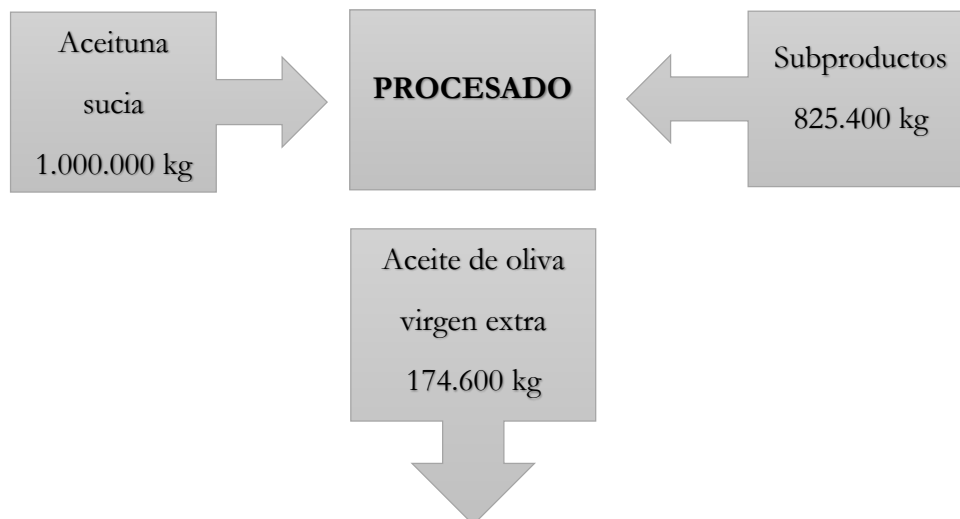 Aceituna
sucia
1.000.000 kg
PROCESADO
Subproductos
825.400 kg
Aceite de oliva
virgen extra
174.600 kg